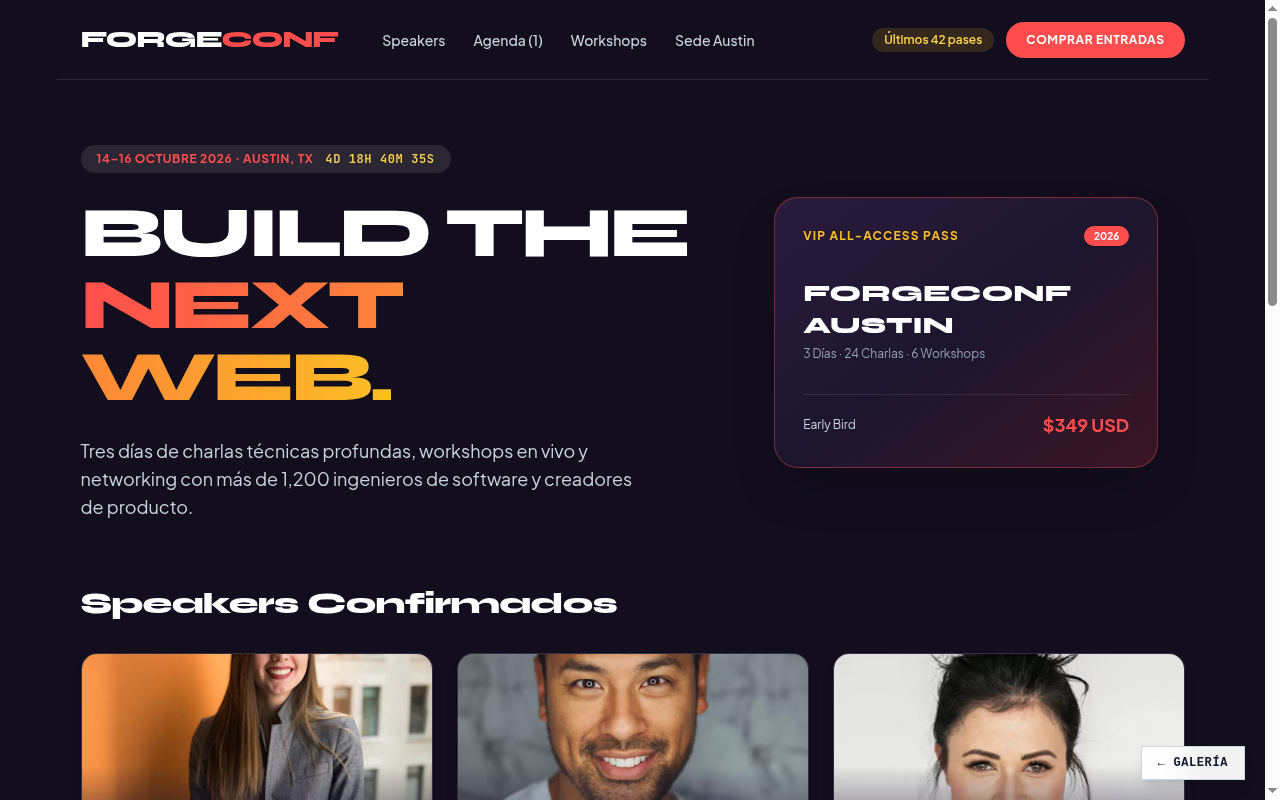 FORGECONF Speakers Agenda (1) Workshops Sede Austin Últimos 42 pases COMPRAR ENTRADAS
14–16 OCTUBRE 2026 · AUSTIN, TX 4D 18H 40M 35S
BUILD THE
NEXT
WEB.
Tres días de charlas técnicas profundas, workshops en vivo y
networking con más de 1,200 ingenieros de software y creadores
de producto.
VIP ALL-ACCESS PASS 2026
FORGECONF
AUSTIN
3 Días · 24 Charlas · 6 Workshops
Early Bird $349 USD
Speakers Confirmados
← GALERÍA